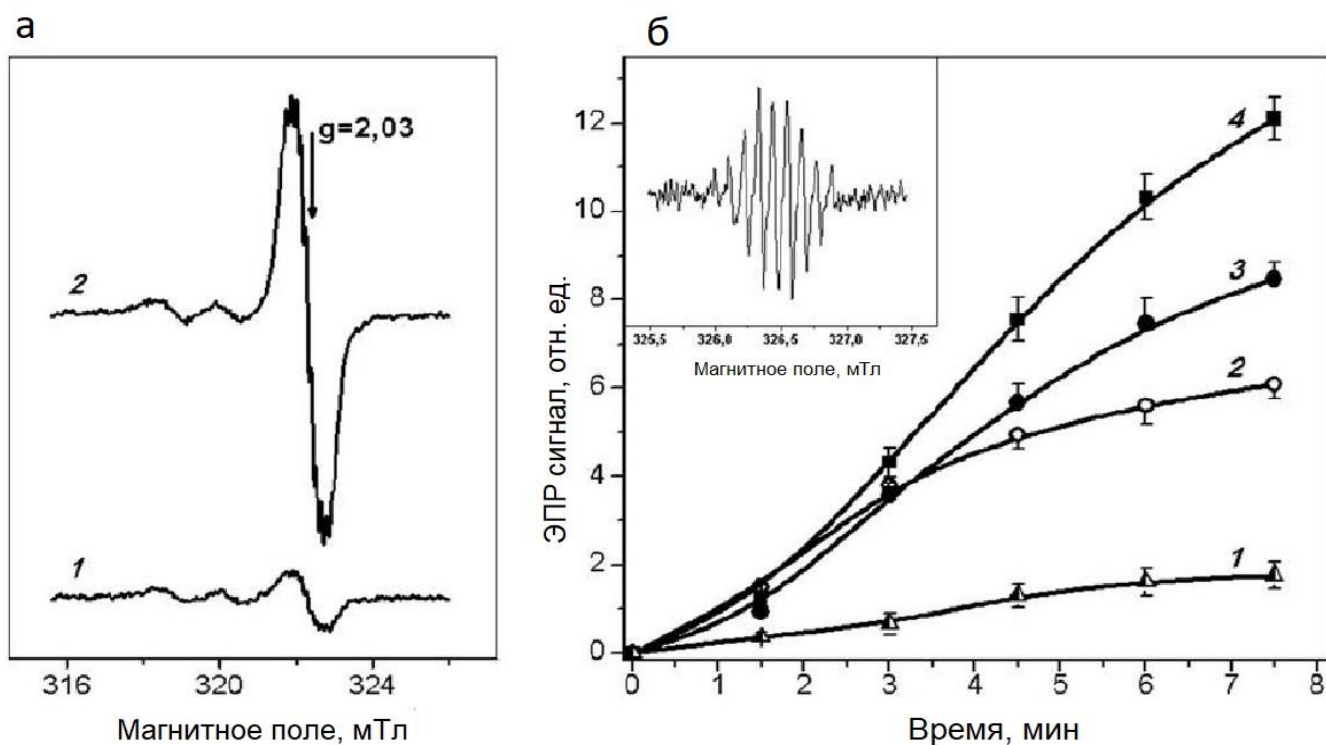 а
2
g=2,03
1
316 320 324
Магнитное поле, мТл
б
ЭПР сигнал, отн. ед.
12
10
8
6
4
2
0
325,5 326,0 326,5 327,0 327,5
Магнитное поле, мТл
4
3
2
1
0 1 2 3 4 5 6 7 8
Время, мин